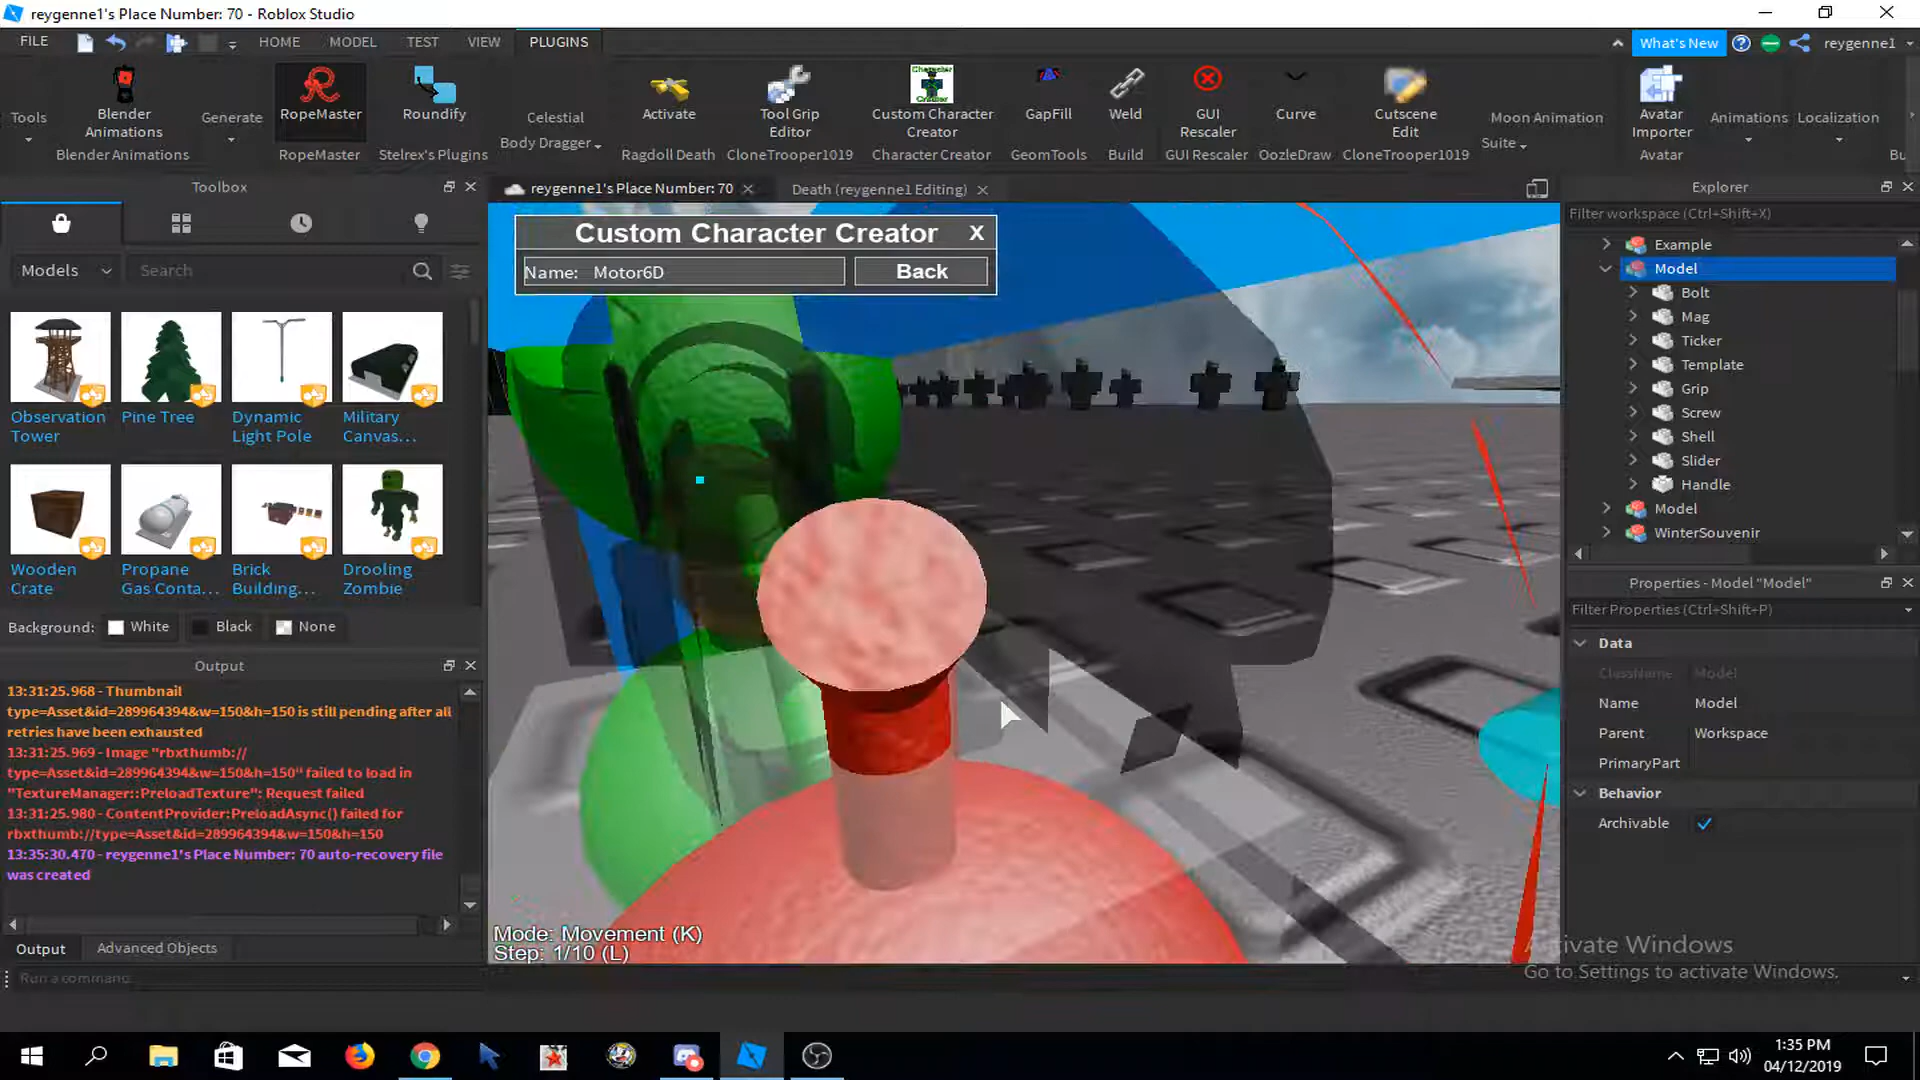 reygenne1's Place Number: 70 - Roblox Studio
FILE HOME MODEL TEST VIEW PLUGINS What's New reygenne1
Tools Blender Animations Generate RopeMaster Roundify Celestial Body Dragger Activate Tool Grip Editor Custom Character Creator GapFill Weld GUI Rescaler Curve Cutscene Edit Moon Animation Suite Avatar Importer Animations Localization
Blender Animations RopeMaster Stelrex's Plugins Ragdoll Death CloneTrooper1019 Character Creator GeomTools Build GUI Rescaler OozleDraw CloneTrooper1019 Avatar Bu
Toolbox
reygenne1's Place Number: 70 Death (reygenne1 Editing)
Models Search
Observation Tower
Pine Tree
Dynamic Light Pole
Military Canvas...
Wooden Crate
Propane Gas Conta...
Brick Building...
Drooling Zombie
Background: White Black None
Output
13:31:25.968 - Thumbnail
type=Asset&id=289964394&w=150&h=150 is still pending after all
retries have been exhausted
13:31:25.969 - Image "rbxthumb://
type=Asset&id=289964394&w=150&h=150" failed to load in
"TextureManager::PreloadTexture": Request failed
13:31:25.980 - ContentProvider:PreloadAsync() failed for
rbxthumb://type=Asset&id=289964394&w=150&h=150
13:35:30.470 - reygenne1's Place Number: 70 auto-recovery file
was created
Output Advanced Objects
Run a command
Custom Character Creator X
Name: Motor6D Back
Mode: Movement (K)
Step: 1/10 (L)
Explorer
Filter workspace (Ctrl+Shift+X)
Example
Model
Bolt
Mag
Ticker
Template
Grip
Screw
Shell
Slider
Handle
Model
WinterSouvenir
Properties - Model "Model"
Filter Properties (Ctrl+Shift+P)
Data
ClassName Model
Name Model
Parent Workspace
PrimaryPart
Behavior
Archivable
Activate Windows
Go to Settings to activate Windows.
1:35 PM
04/12/2019